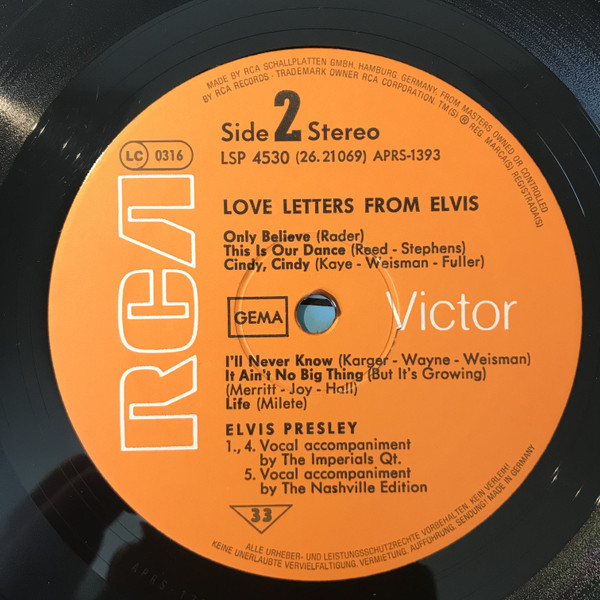 MADE BY RCA SCHALLPLATTEN GMBH, HAMBURG, GERMANY, FROM MASTERS OWNED OR CONTROLLED
BY RCA RECORDS · TRADEMARK OWNER RCA CORPORATION. TM(S) ® REG. MARCA(S) REGISTRADA(S)
Side 2 Stereo
LC 0316
LSP 4530 (26.21069) APRS-1393
RCA
LOVE LETTERS FROM ELVIS
Only Believe (Rader)
This Is Our Dance (Reed - Stephens)
Cindy, Cindy (Kaye - Weisman - Fuller)
GEMA
Victor
I'll Never Know (Karger - Wayne - Weisman)
It Ain't No Big Thing (But It's Growing)
(Merritt - Joy - Hall)
Life (Milete)
ELVIS PRESLEY
1., 4. Vocal accompaniment
by The Imperials Qt.
5. Vocal accompaniment
by The Nashville Edition
33
ALLE URHEBER- UND LEISTUNGSSCHUTZRECHTE VORBEHALTEN. KEIN VERLEIH!
KEINE UNERLAUBTE VERVIELFÄLTIGUNG, VERMIETUNG, AUFFÜHRUNG, SENDUNG! MADE IN GERMANY
APRS